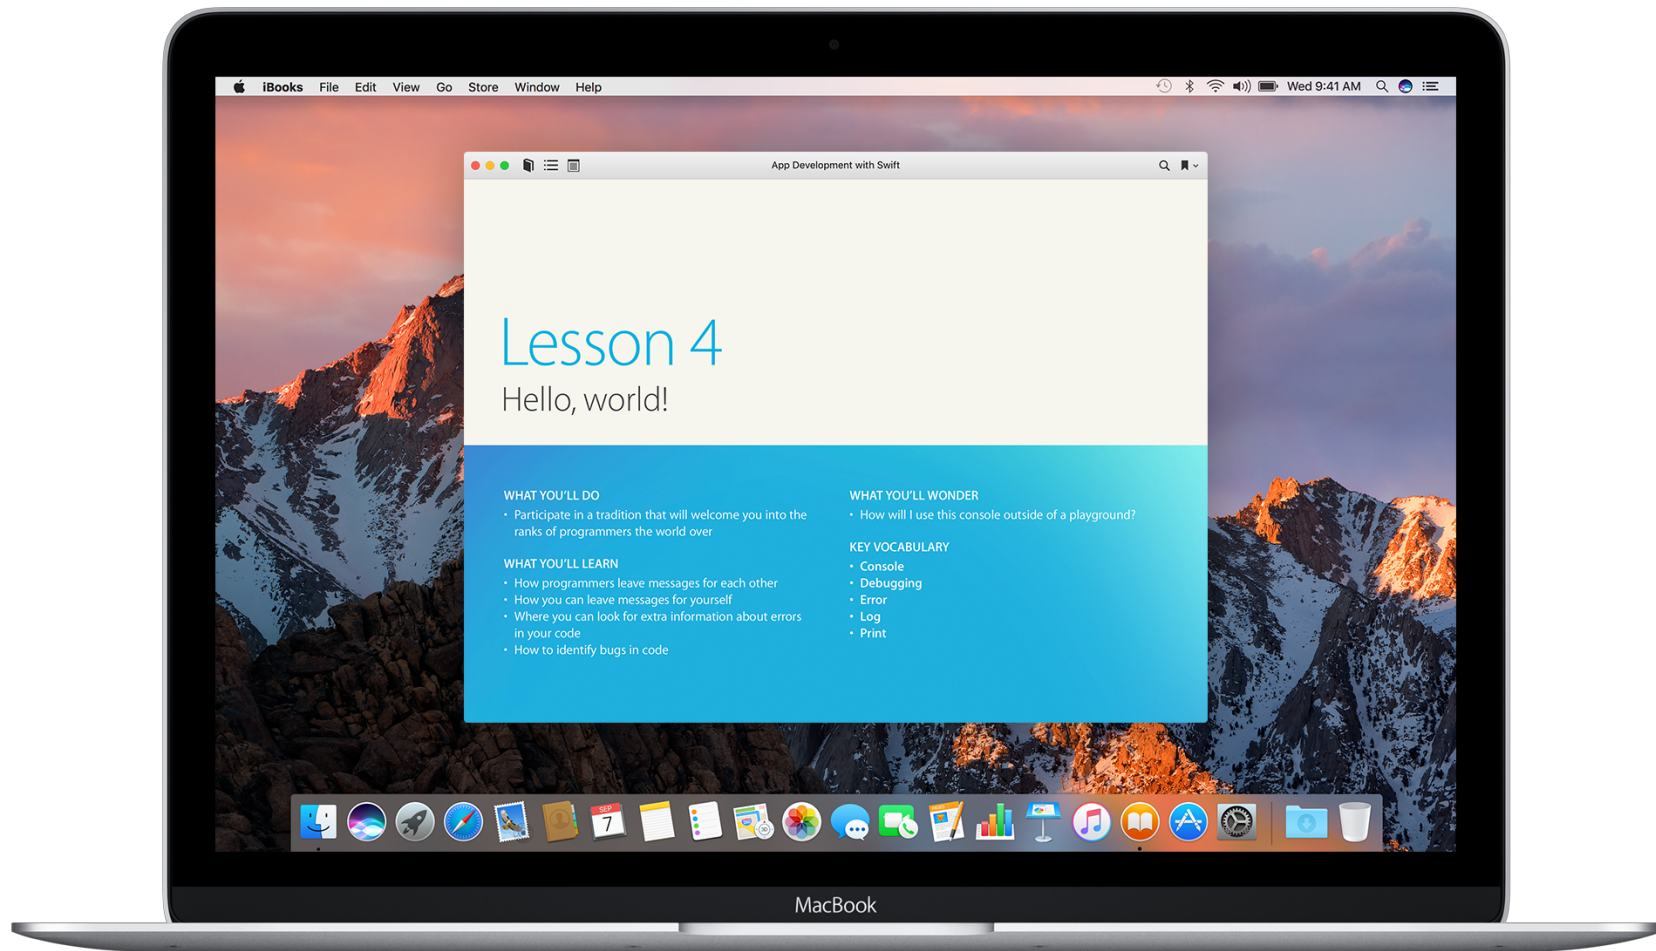 iBooks File Edit View Go Store Window Help Wed 9:41 AM
App Development with Swift
Lesson 4
Hello, world!
WHAT YOU’LL DO
• Participate in a tradition that will welcome you into the
ranks of programmers the world over
WHAT YOU’LL LEARN
• How programmers leave messages for each other
• How you can leave messages for yourself
• Where you can look for extra information about errors
in your code
• How to identify bugs in code
WHAT YOU’LL WONDER
• How will I use this console outside of a playground?
KEY VOCABULARY
• Console
• Debugging
• Error
• Log
• Print
SEP
7
MacBook